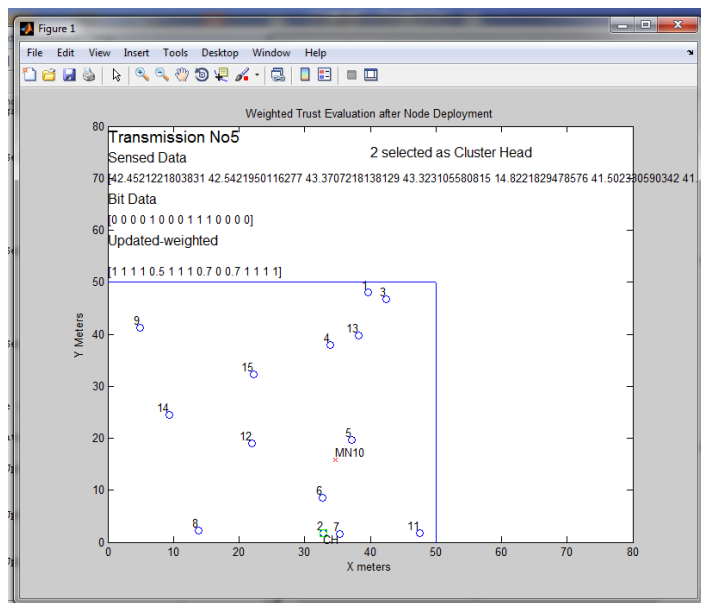 Figure 1
File Edit View Insert Tools Desktop Window Help
Weighted Trust Evaluation after Node Deployment
80
Transmission No5
2 selected as Cluster Head
Sensed Data
70
[42.45212221803831 42.5421950116277 43.3707218138129 43.323105580815 14.8221829478576 41.502330590342 41.
Bit Data
60
[0 0 0 0 1 0 0 0 1 1 1 0 0 0 0]
Updated-weighted
[1 1 1 1 0.5 1 1 1 0.7 0 0.7 1 1 1 1]
50
1
3
9
13
40
4
15
30
14
12
5
20
MN10
10
6
8
2
7
11
CH
0
0 10 20 30 40 50 60 70 80
X meters
Y Meters